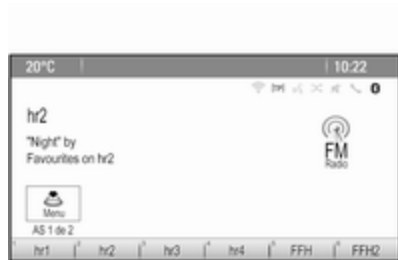 20°C 10:22
hr2
"Night" by
Favourites on hr2
FM
Radio
Menu
AS 1 de 2
hr1 hr2 hr3 hr4 FFH FFH2